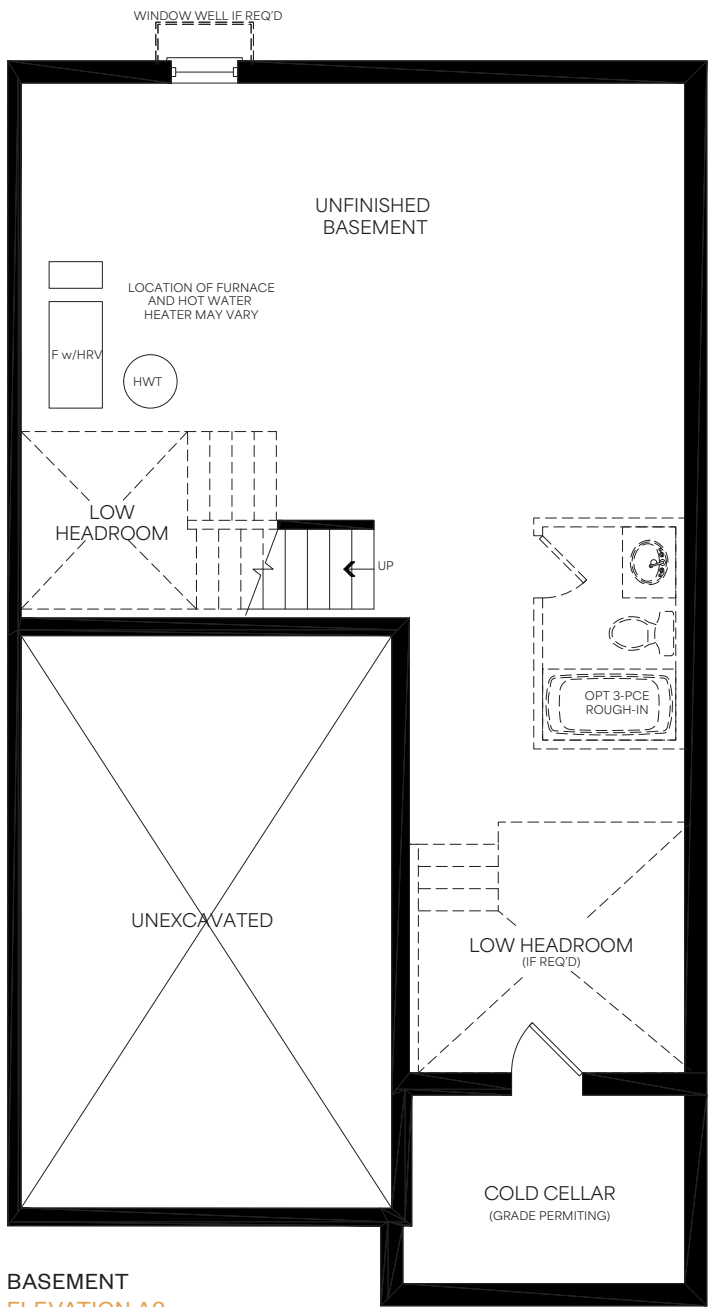 WINDOW WELL IF REQ'D
UNFINISHED
BASEMENT
LOCATION OF FURNACE
AND HOT WATER
HEATER MAY VARY
F w/HRV
HWT
LOW
HEADROOM
UP
OPT 3-PCE
ROUGH-IN
UNEXCAVATED
LOW HEADROOM
(IF REQ'D)
COLD CELLAR
(GRADE PERMITING)
BASEMENT
ELEVATION